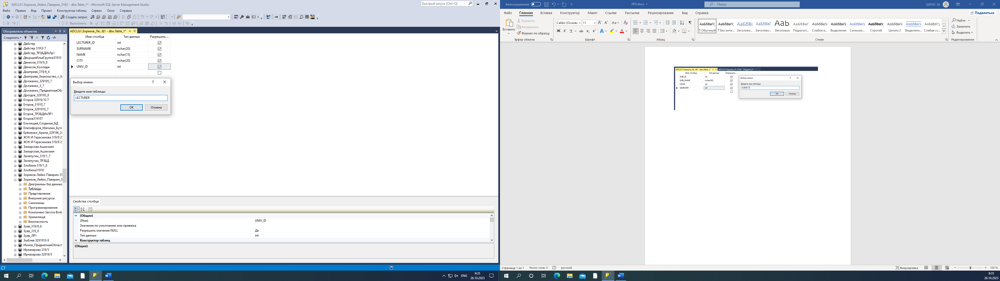 ADCLG1.Зориков_Лейко_Паверин_319|1 - dbo.Table_1* - Microsoft SQL Server Management Studio
Быстрый запуск (Ctrl+Q)
Файл Правка Вид Проект Конструктор таблиц Сервис Окно Справка
Создать запрос
Выполнить
Обозреватель объектов
Соединить
Дайстер
Дайстер 319\9 7
Дайстер_ТРЗБДИзЛр1
ДворцовИльяГруппа31910
Денисов_319/9_8
Денисов_Колледж
Дмитриев_319/6_4
Дмитриев_Знакомство_с_М
Долженко_329195_7
Долженко_5_7
Долженко_ПредметнаяОбл
Дроздов_329195_8
Егоров 32919/10 7
Егоров_31910_7
Егоров_3291910_7
Егоров_ТРЗБДИзЛР1
Егоров319107
Ельчищев_Создание_БД
Епитифоров_Магазин_Бутс
Ерёменко_Арина_329196_24
ЖУК И Герасимова 319/8 25
ЖУК И Герасимова 319/8 25
Зажарская Ашихмин
Зажарская_Ашихмин
Зелепугин_319/1_7
Зелепугин_ТРЗБД
Злобина 319/1_8
Злобина31918
Зориков Лейко Паверин 31
Зориков_Лейко_Паверин_3
Диаграммы баз данных
Таблицы
Представления
Внешние ресурсы
Синонимы
Программирование
Компонент Service Brok
Хранилище
Безопасность
Зуев_319/8_6
Зуев_319_8
Зуев_ЛР1
Зыблев 3291910-9
Ионов_ПредметнаяОбласт
Ирназарова 319/5
Ирназарова 32919/5
ADCLG1.Зориков_Ле...9|1 - dbo.Table_1*
Имя столбца Тип данных Разрешить ...
LECTURER_ID int
SURNAME nchar(20)
NAME nchar(15)
CITY nchar(20)
UNIV_ID int
Выбор имени ?
Введите имя таблицы:
LECTURER
ОК Отмена
Свойства столбца
(Общие)
(Имя) UNIV_ID
Значение по умолчанию или привязка
Разрешить значения NULL Да
Тип данных int
Конструктор таблиц
(Общие)
ENG 9:35
26.10.2023
Автосохранение ЛР3.docx Поиск 329191-16
Файл Главная Вставка Конструктор Макет Ссылки Рассылки Рецензирование Вид Справка Поделиться
Вставить
Вырезать
Копировать
Формат по образцу
Буфер обмена
Calibri (Основн 11
Ж К Ч
Шрифт
Абзац
АаБбВвГг, АаБбВвГг, АаБбВі АаБбВвГ АаЬ АаБбВвГ АаБбВвГг АаБбВвГг АаБбВвГг АаБбВвГг, АаБбВвГг АаБбВвГг АаБбВвГг,
¶ Обычный ¶ Без инте... Заголово... Заголово... Заголовок Подзагол... Слабое в... Выделение Сильное... Строгий Цитата 2 Выделенн... Слабая сс...
Стили
Найти
Заменить
Выделить
Редактирование
ADCLG1.Зориков_Ле...9|1 - dbo.Table_1* ADCLG1.Зориков_Л...319|1 - Diagram_0*
Имя столбца Тип данных Разрешить ...
SUBJ_ID int
SUBJ_NAME nchar(30)
HOUR int
SEMESTER int
Выбор имени ?
Введите имя таблицы:
SUBJECT
ОК Отмена
Страница 1 из 1 Число слов: 0 русский Фокусировка 100 %
9:35
26.10.2023